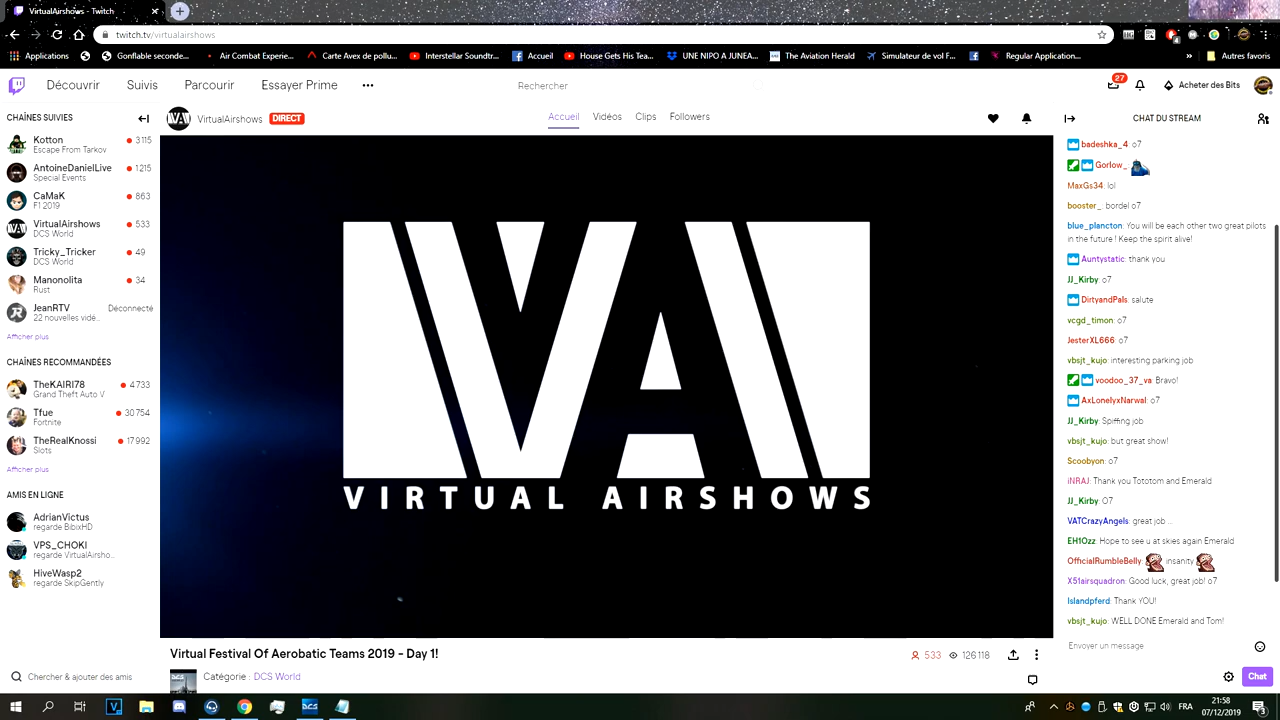 VirtualAirshows - Twitch
twitch.tv/virtualairshows
Applications
Gonflable seconde...
Air Combat Experie...
Carte Avex de pollu...
Interstellar Soundtr...
Accueil
House Gets His Tea...
UNE NIPO A JUNEA...
The Aviation Herald
Simulateur de vol F...
Regular Application...
Autres favoris
Découvrir
Suivis
Parcourir
Essayer Prime
Rechercher
27
Acheter des Bits
CHAÎNES SUIVIES
Kotton
3 115
Escape From Tarkov
AntoineDanielLive
1 215
Special Events
CaMaK
863
F1 2019
VirtualAirshows
533
DCS World
Tricky_Tricker
49
DCS World
Manonolita
34
Rust
JeanRTV
Déconnecté
22 nouvelles vidé...
Afficher plus
CHAÎNES RECOMMANDÉES
TheKAIRI78
4 733
Grand Theft Auto V
Tfue
30 754
Fortnite
TheRealKnossi
17 992
Slots
Afficher plus
AMIS EN LIGNE
AdrianVictus
regarde BibixHD
VPS_CHOKI
regarde VirtualAirsho...
HiveWasp2
regarde SkipGently
Chercher & ajouter des amis
VirtualAirshows
DIRECT
Accueil
Vidéos
Clips
Followers
VA
VIRTUAL AIRSHOWS
Virtual Festival Of Aerobatic Teams 2019 - Day 1!
533
126 118
Catégorie : DCS World
CHAT DU STREAM
badeshka_4: o7
Gorlow_:
MaxGs34: lol
booster_: bordel o7
blue_plancton: You will be each other two great pilots
in the future ! Keep the spirit alive!
Auntystatic: thank you
JJ_Kirby: o7
DirtyandPals: salute
vcgd_timon: o7
JesterXL666: o7
vbsjt_kujo: interesting parking job
voodoo_37_va: Bravo!
AxLonelyxNarwal: o7
JJ_Kirby: Spiffing job
vbsjt_kujo: but great show!
Scoobyon: o7
iNRAJ: Thank you Tototom and Emerald
JJ_Kirby: O7
VATCrazyAngels: great job ...
EH1Ozz: Hope to see u at skies again Emerald
OfficialRumbleBelly: insanity
X51airsquadron: Good luck, great job! o7
Islandpferd: Thank YOU!
vbsjt_kujo: WELL DONE Emerald and Tom!
Envoyer un message
Chat
FRA
21:58
07/12/2019